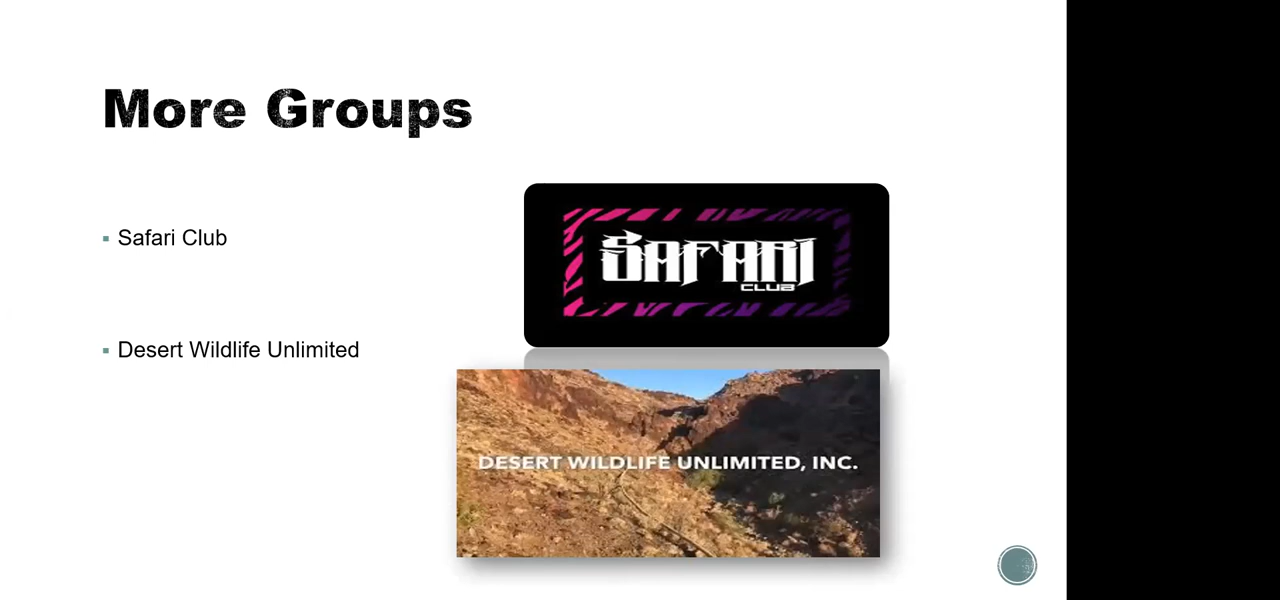 More Groups
Safari Club
SAFARI
CLUB
Desert Wildlife Unlimited
DESERT WILDLIFE UNLIMITED, INC.